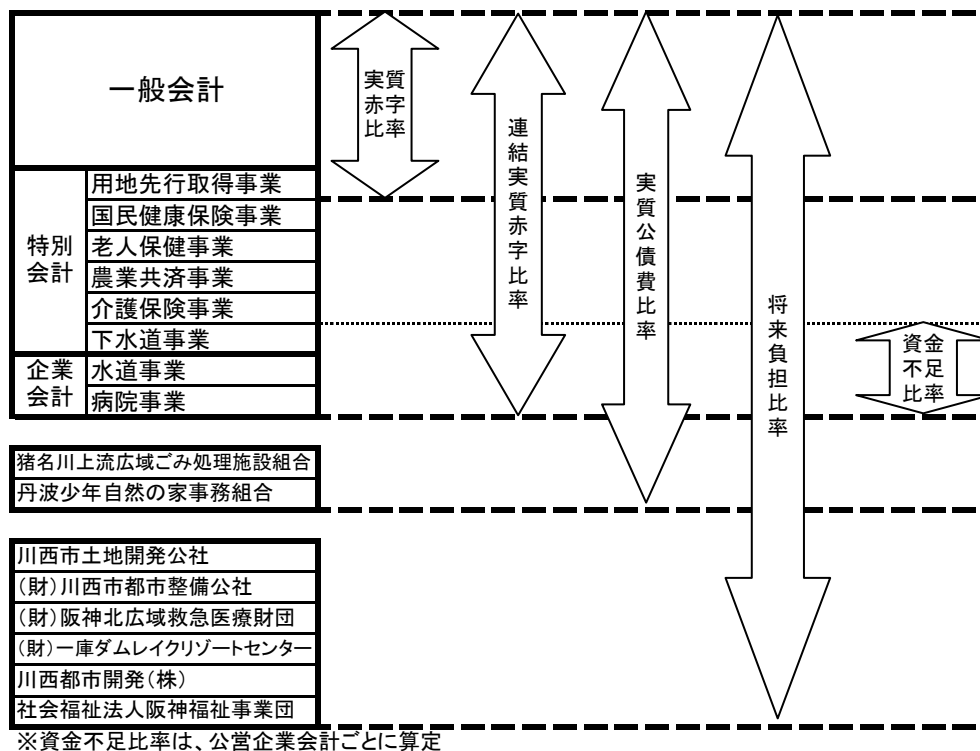 一般会計
実質
赤字
比率
連結実質赤字比率
実質公債費比率
将来負担比率
特別
会計
用地先行取得事業
国民健康保険事業
老人保健事業
農業共済事業
介護保険事業
下水道事業
企業
会計
水道事業
病院事業
資金
不足
比率
猪名川上流広域ごみ処理施設組合
丹波少年自然の家事務組合
川西市土地開発公社
(財)川西市都市整備公社
(財)阪神北広域救急医療財団
(財)一庫ダムレイクリゾートセンター
川西都市開発(株)
社会福祉法人阪神福祉事業団
※資金不足比率は、公営企業会計ごとに算定